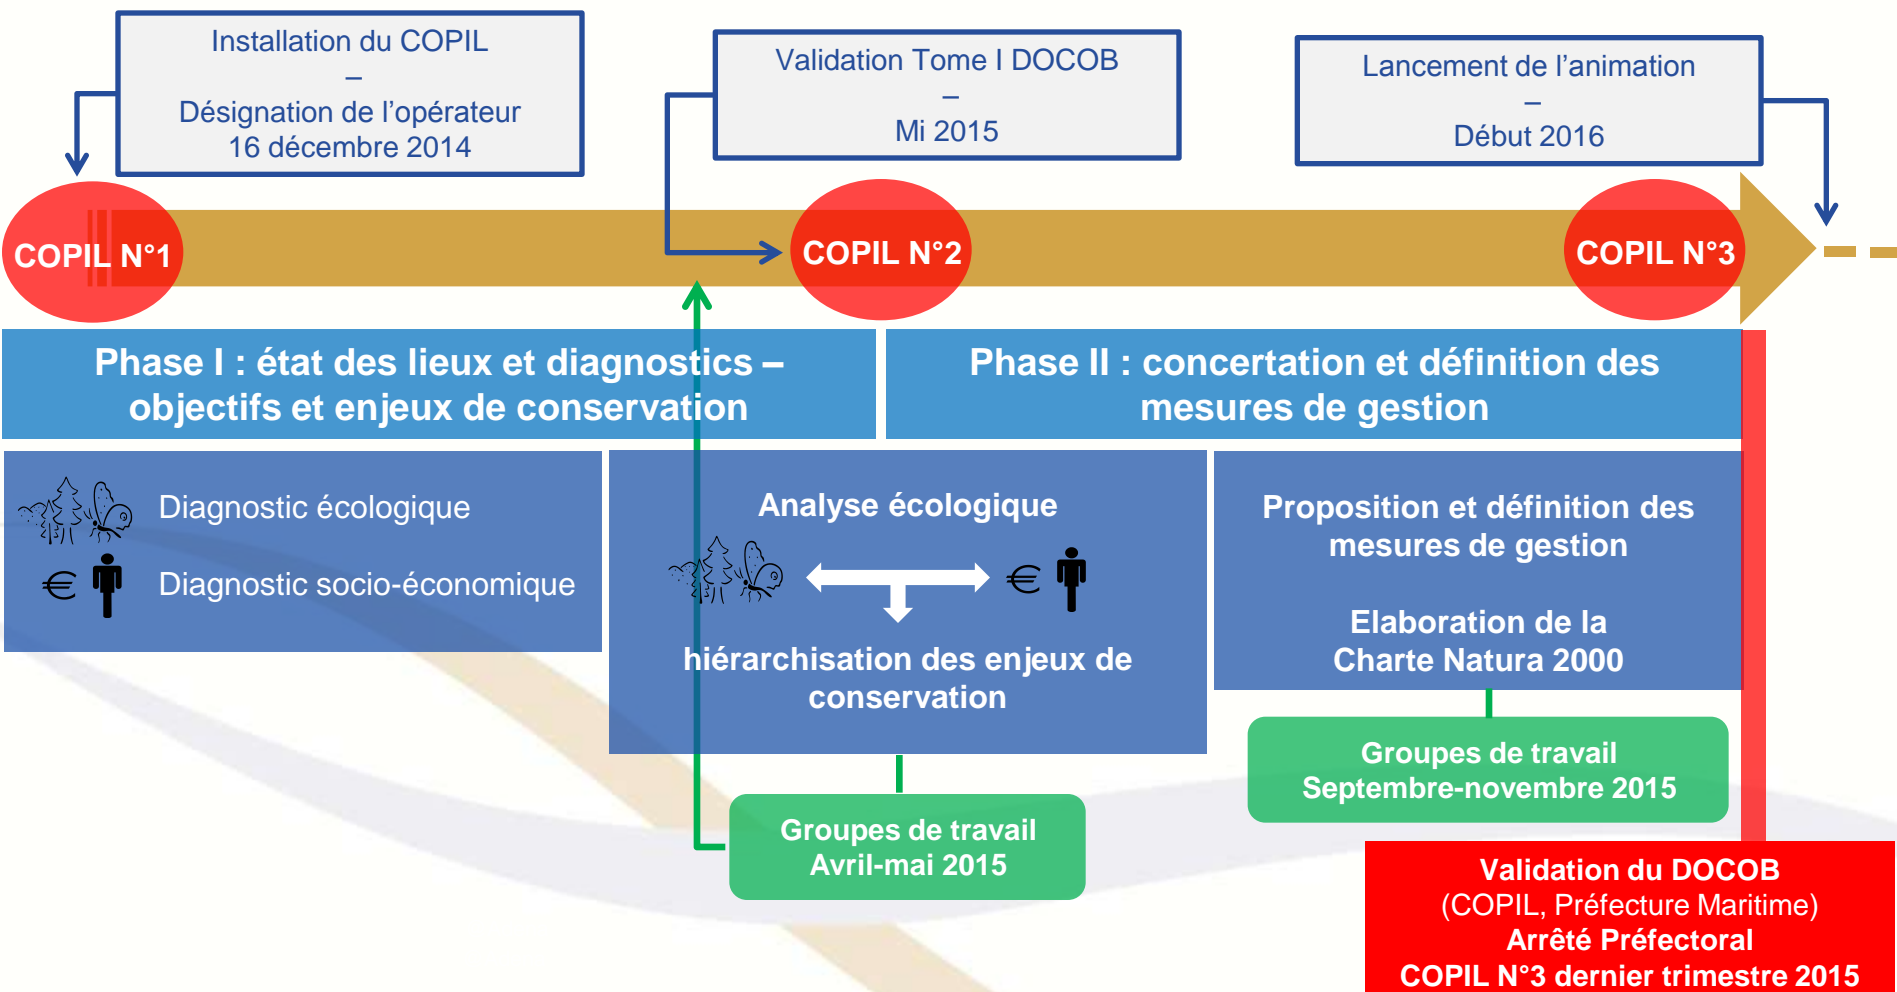 Installation du COPIL
–
Désignation de l’opérateur
16 décembre 2014
Validation Tome I DOCOB
–
Mi 2015
Lancement de l’animation
–
Début 2016
COPIL N°1
COPIL N°2
COPIL N°3
Phase I : état des lieux et diagnostics –
objectifs et enjeux de conservation
Phase II : concertation et définition des
mesures de gestion
Diagnostic écologique
€
Diagnostic socio-économique
Analyse écologique
€
hiérarchisation des enjeux de
conservation
Proposition et définition des
mesures de gestion
Elaboration de la
Charte Natura 2000
Groupes de travail
Avril-mai 2015
Groupes de travail
Septembre-novembre 2015
Validation du DOCOB
(COPIL, Préfecture Maritime)
Arrêté Préfectoral
COPIL N°3 dernier trimestre 2015